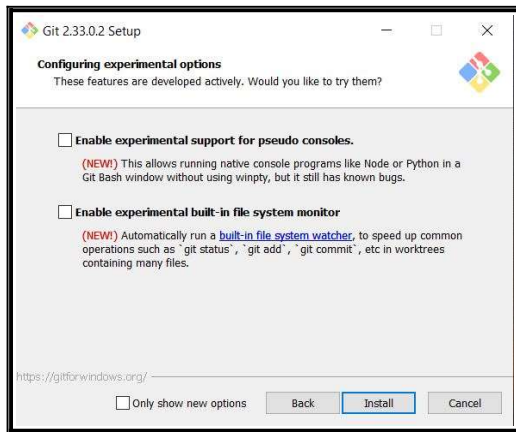 Git 2.33.0.2 Setup
Configuring experimental options
These features are developed actively. Would you like to try them?
Enable experimental support for pseudo consoles.
(NEW!) This allows running native console programs like Node or Python in a
Git Bash window without using winpty, but it still has known bugs.
Enable experimental built-in file system monitor
(NEW!) Automatically run a built-in file system watcher, to speed up common
operations such as `git status`, `git add`, `git commit`, etc in worktrees
containing many files.
https://gitforwindows.org/
Only show new options
Back
Install
Cancel